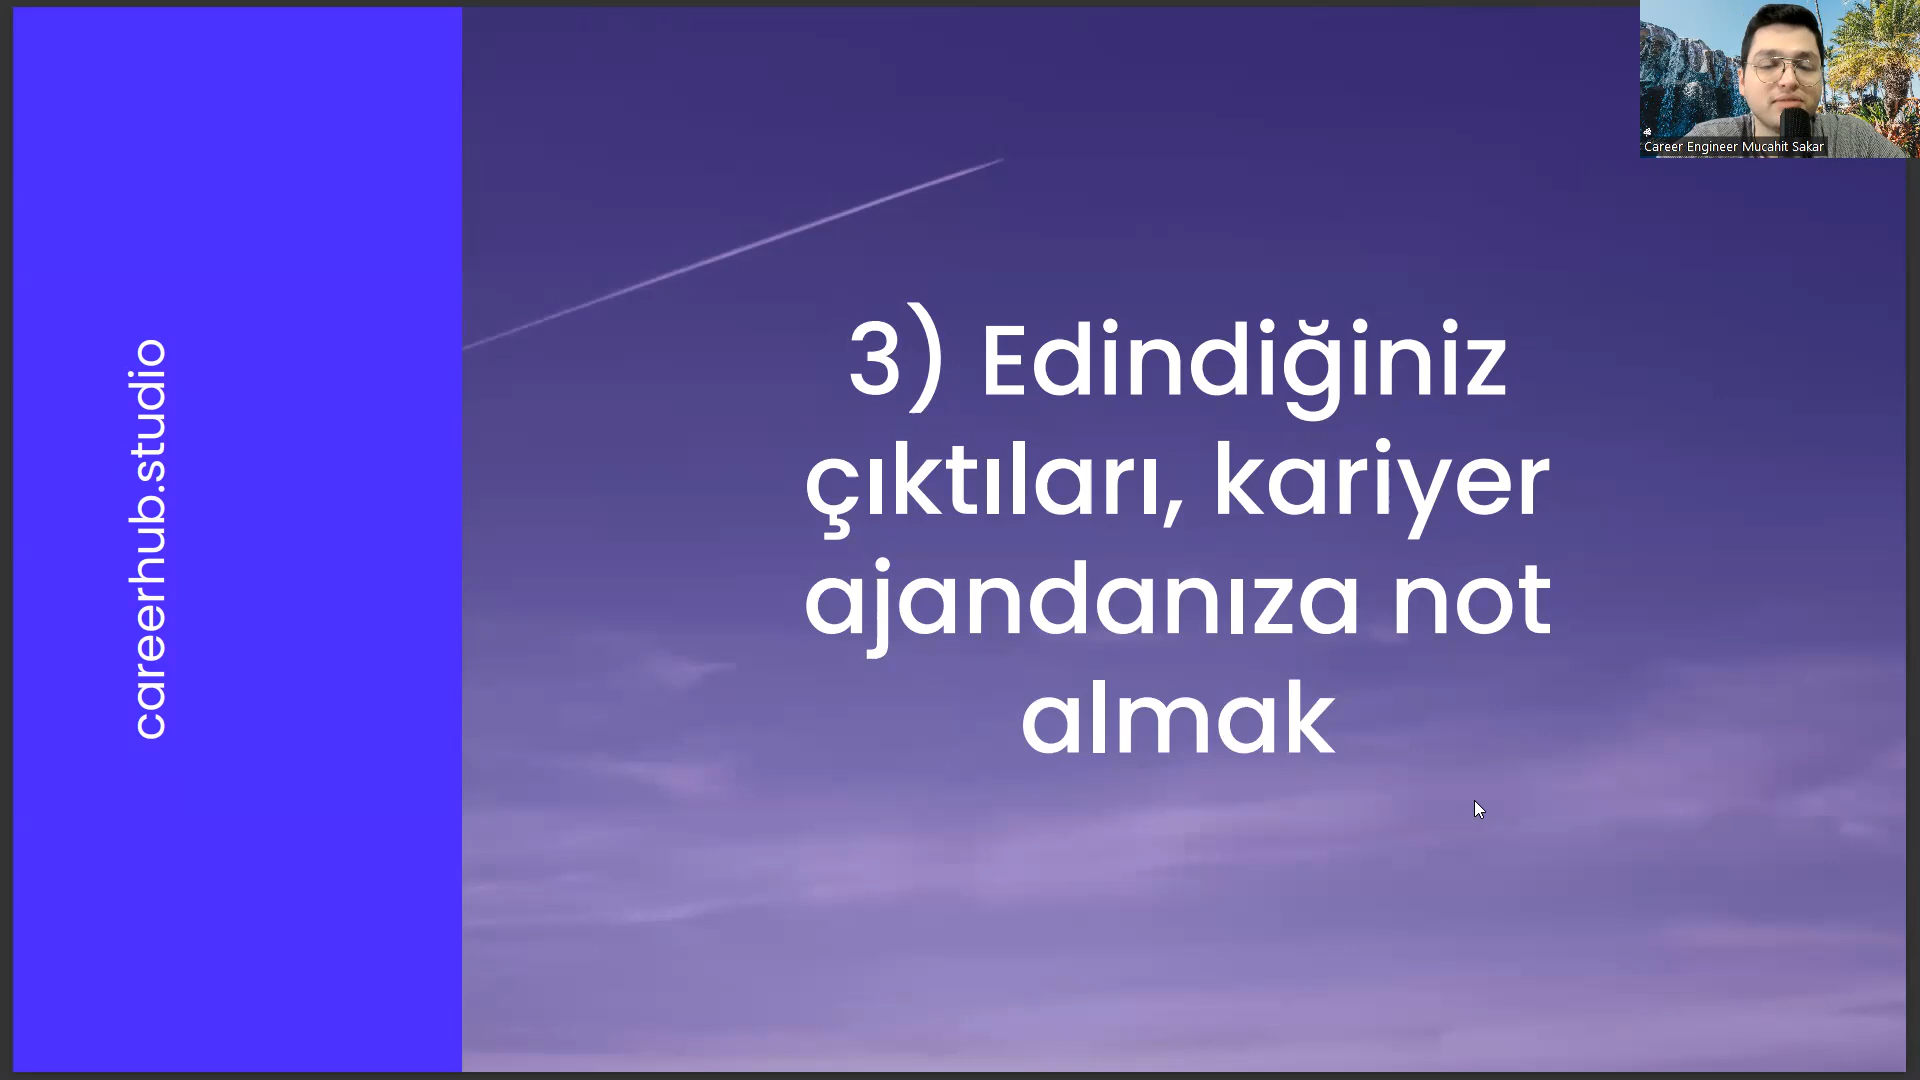 careerhub.studio
3) Edindiğiniz
çıktıları, kariyer
ajandanıza not
almak
Career Engineer Mucahit Sakar